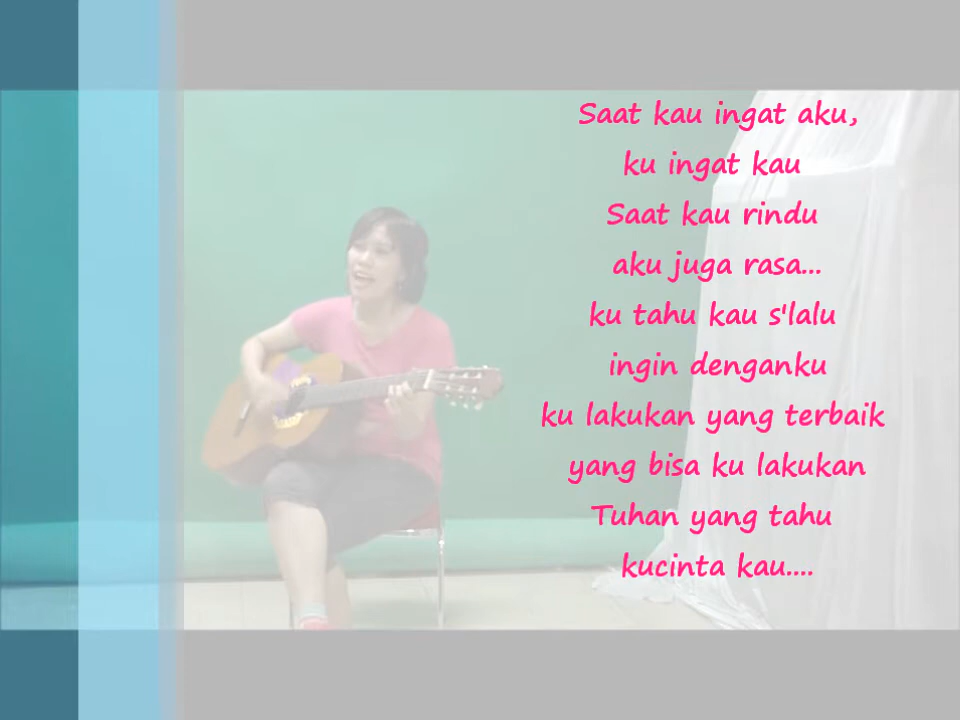 Saat kau ingat aku,
ku ingat kau
Saat kau rindu
aku juga rasa...
ku tahu kau s'lalu
ingin denganku
ku lakukan yang terbaik
yang bisa ku lakukan
Tuhan yang tahu
kucinta kau....